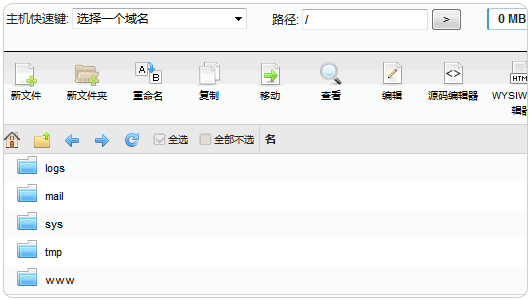 主机快速键: 选择一个域名 路径: / > 0 MB
新文件 新文件夹 重命名 复制 移动 查看 编辑 源码编辑器 WYSIW
辑器
全选 全部不选 名
logs
mail
sys
tmp
www